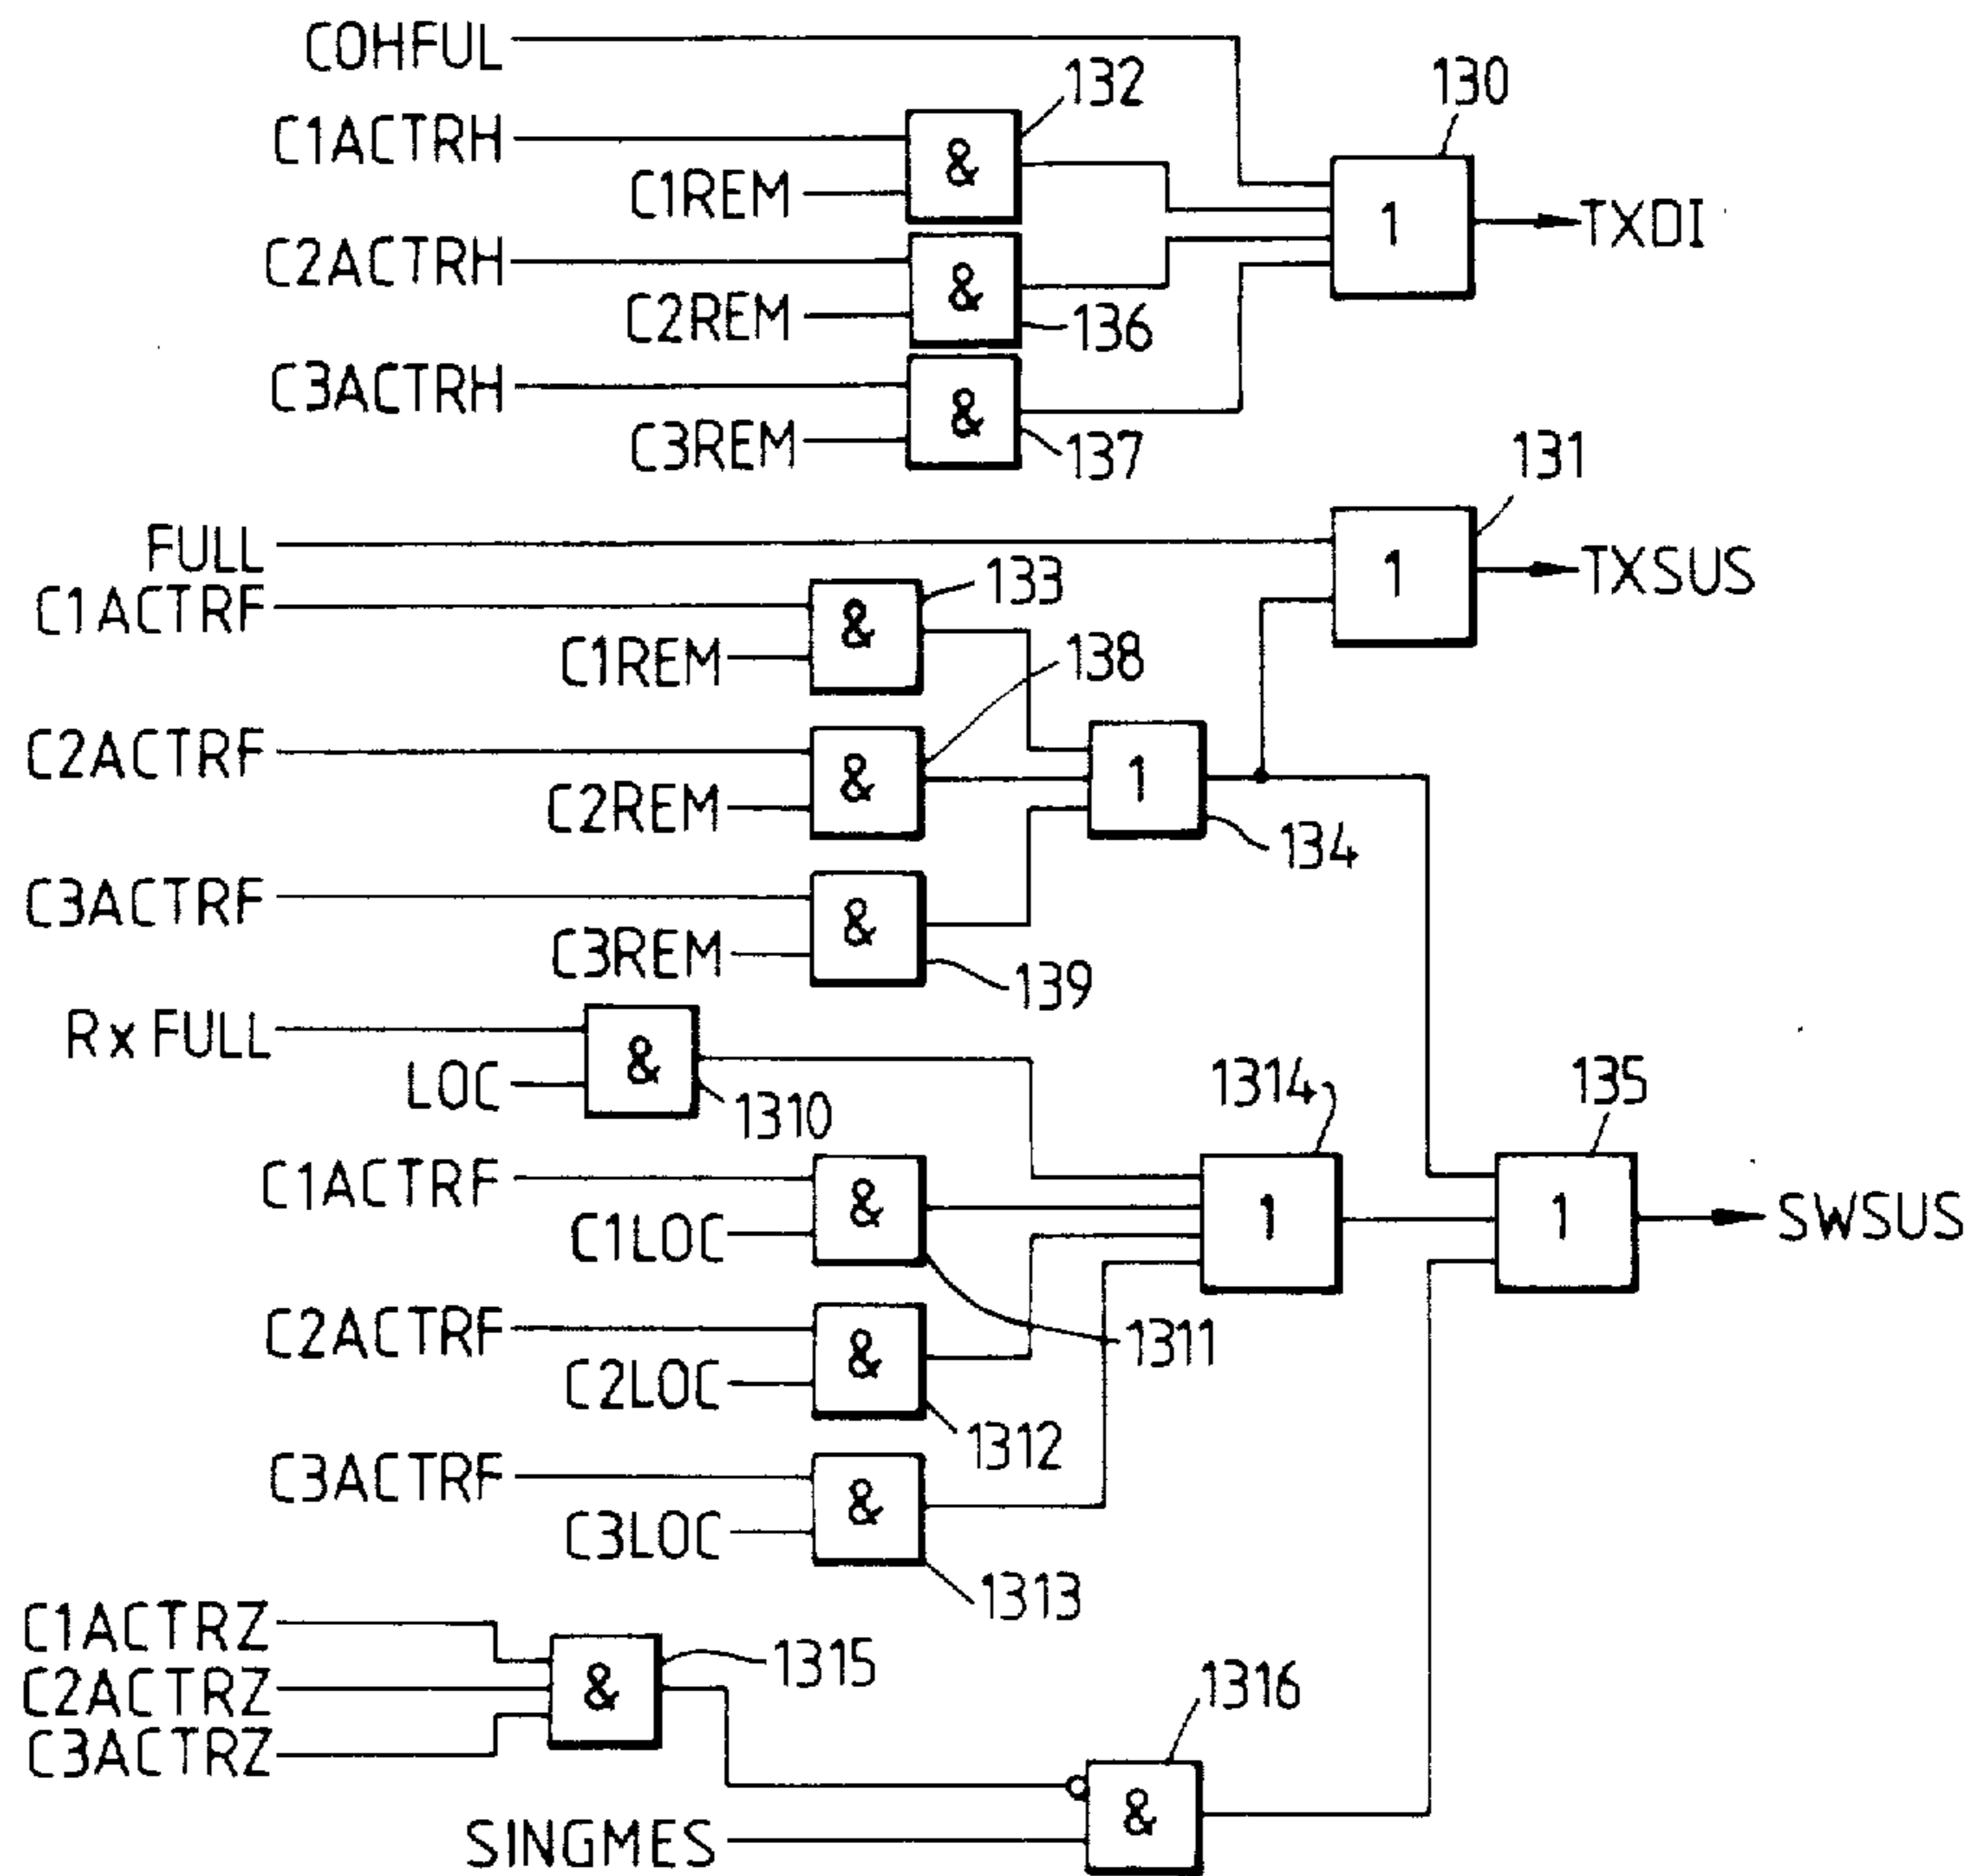 COHFUL
132
130
C1ACTRH
&
C1REM
1
TXDI
C2ACTRH
&
C2REM
136
C3ACTRH
&
C3REM
137
131
FULL
1
TXSUS
133
C1ACTRF
&
C1REM
138
C2ACTRF
&
1
C2REM
134
C3ACTRF
&
C3REM
139
Rx FULL
&
LOC
1310
1314
135
C1ACTRF
&
1
1
SWSUS
C1LOC
1311
C2ACTRF
&
C2LOC
1312
C3ACTRF
&
C3LOC
1313
C1ACTRZ
1315
C2ACTRZ
&
1316
C3ACTRZ
&
SINGMES